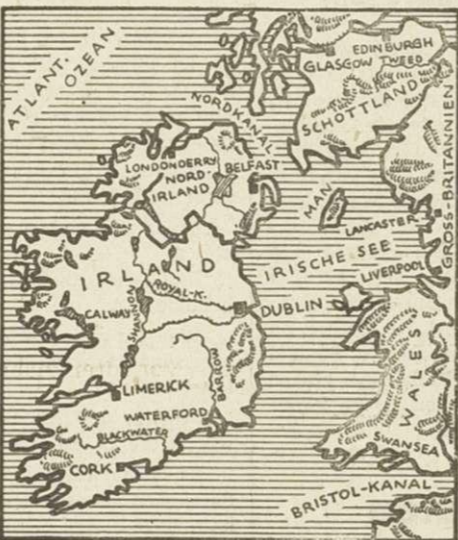 ATLANT.
OZEAN
EDINBURGH
GLASGOW TWEED
SCHOTTLAND
NORDKANAL
LONDONDERRY
BELFAST
NORD-
IRLAND
MAN
LANCASTER
GROSS-BRITANNIEN
IRISCHE SEE
LIVERPOOL
IRLAND
ROYAL-K.
CALWAY
SHANNON
DUBLIN
BARROW
WALES
LIMERICK
WATERFORD
BLACKWATER
SWANSEA
CORK
BRISTOL-KANAL